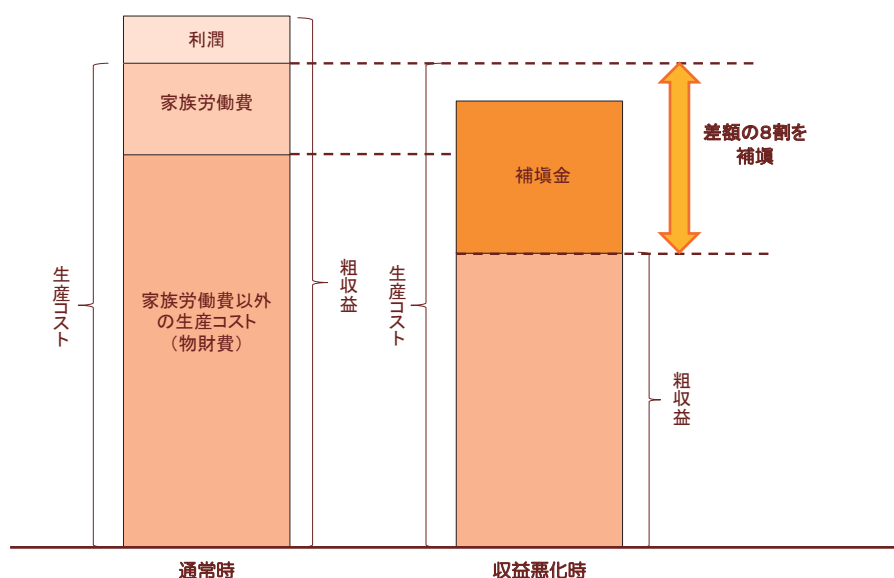 利潤
家族労働費
生産コスト
家族労働費以外
の生産コスト
（物財費）
粗収益
生産コスト
補塡金
差額の8割を
補塡
粗収益
通常時
収益悪化時